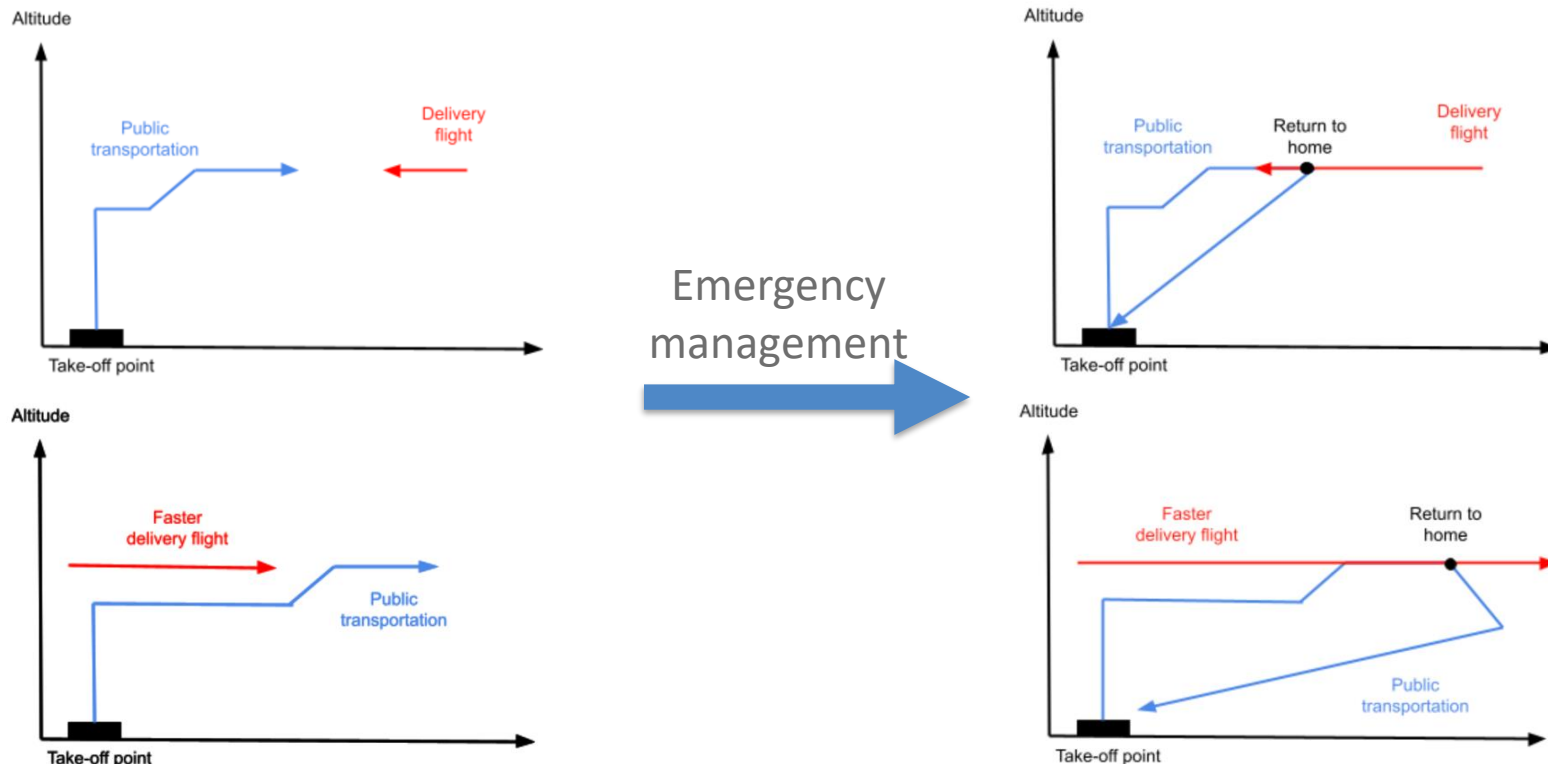 Altitude
Public
transportation
Delivery
flight
Take-off point
Altitude
Faster
delivery flight
Public
transportation
Take-off point
Emergency
management
Altitude
Public
transportation
Return to
home
Delivery
flight
Take-off point
Altitude
Faster
delivery flight
Return to
home
Public
transportation
Take-off point